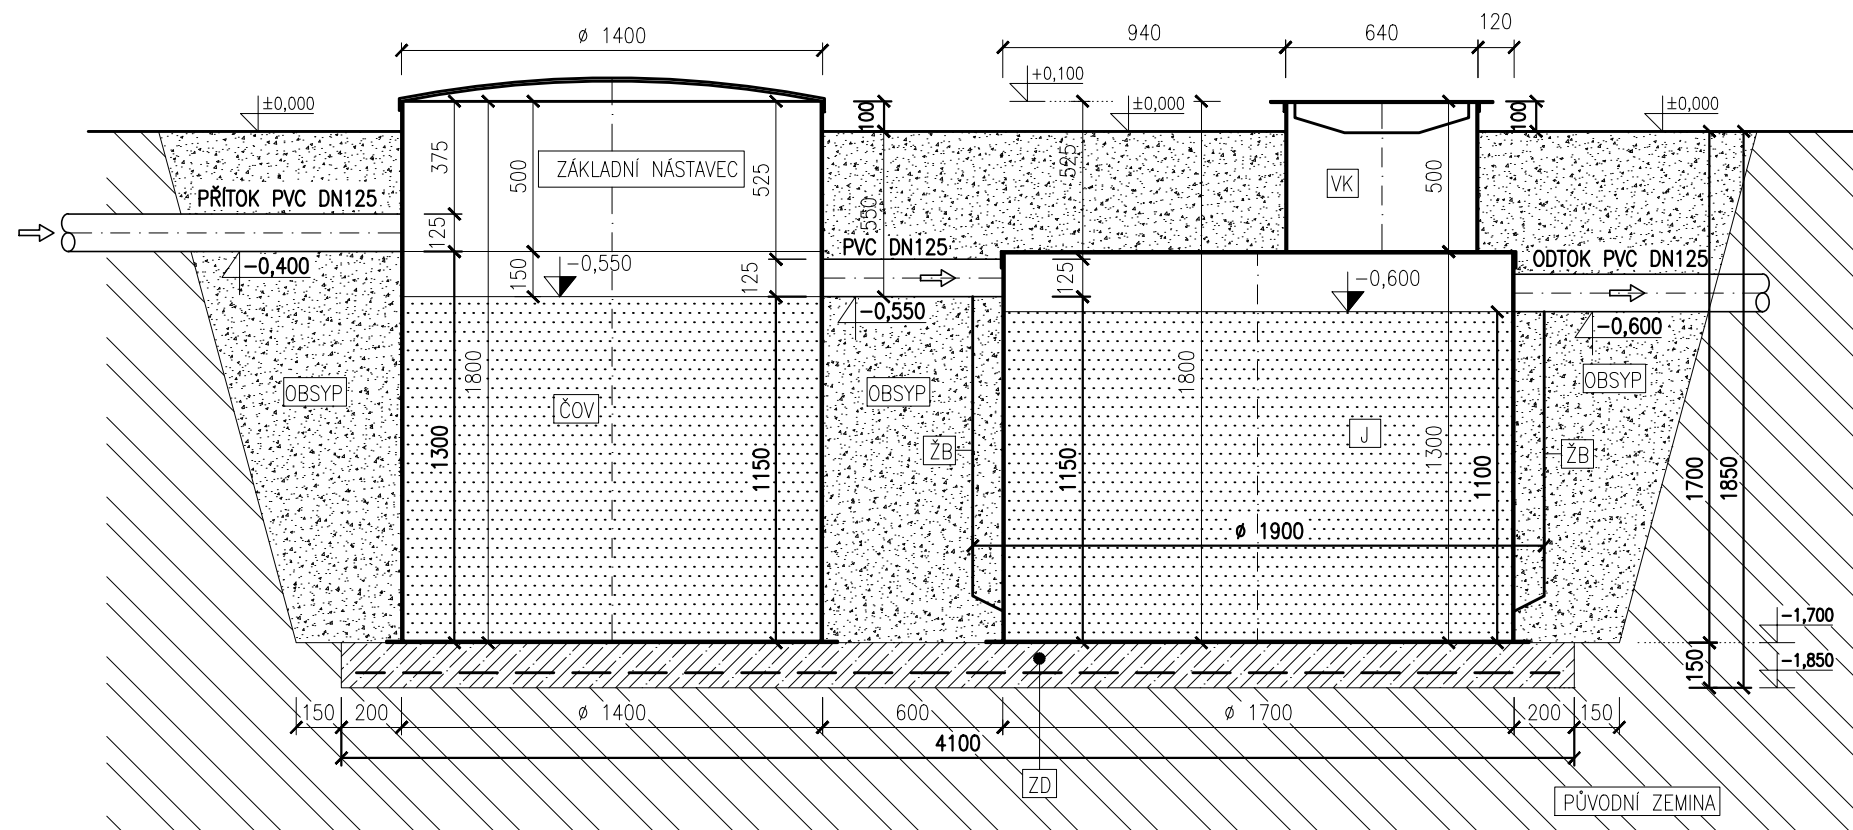 ø 1400
940
640
120
+0,100
±0,000
±0,000
±0,000
100
100
375
500
ZÁKLADNÍ NÁSTAVEC
525
525
500
VK
PŘÍTOK PVC DN125
125
550
PVC DN125
ODTOK PVC DN125
-0,400
150
-0,550
125
125
-0,600
-0,550
-0,600
1800
1800
OBSYP
ČOV
OBSYP
OBSYP
J
1300
ŽB
1300
ŽB
1150
1150
1100
1700
1850
ø 1900
-1,700
150
-1,850
150
200
ø 1400
600
ø 1700
200
150
4100
ZD
PŮVODNÍ ZEMINA